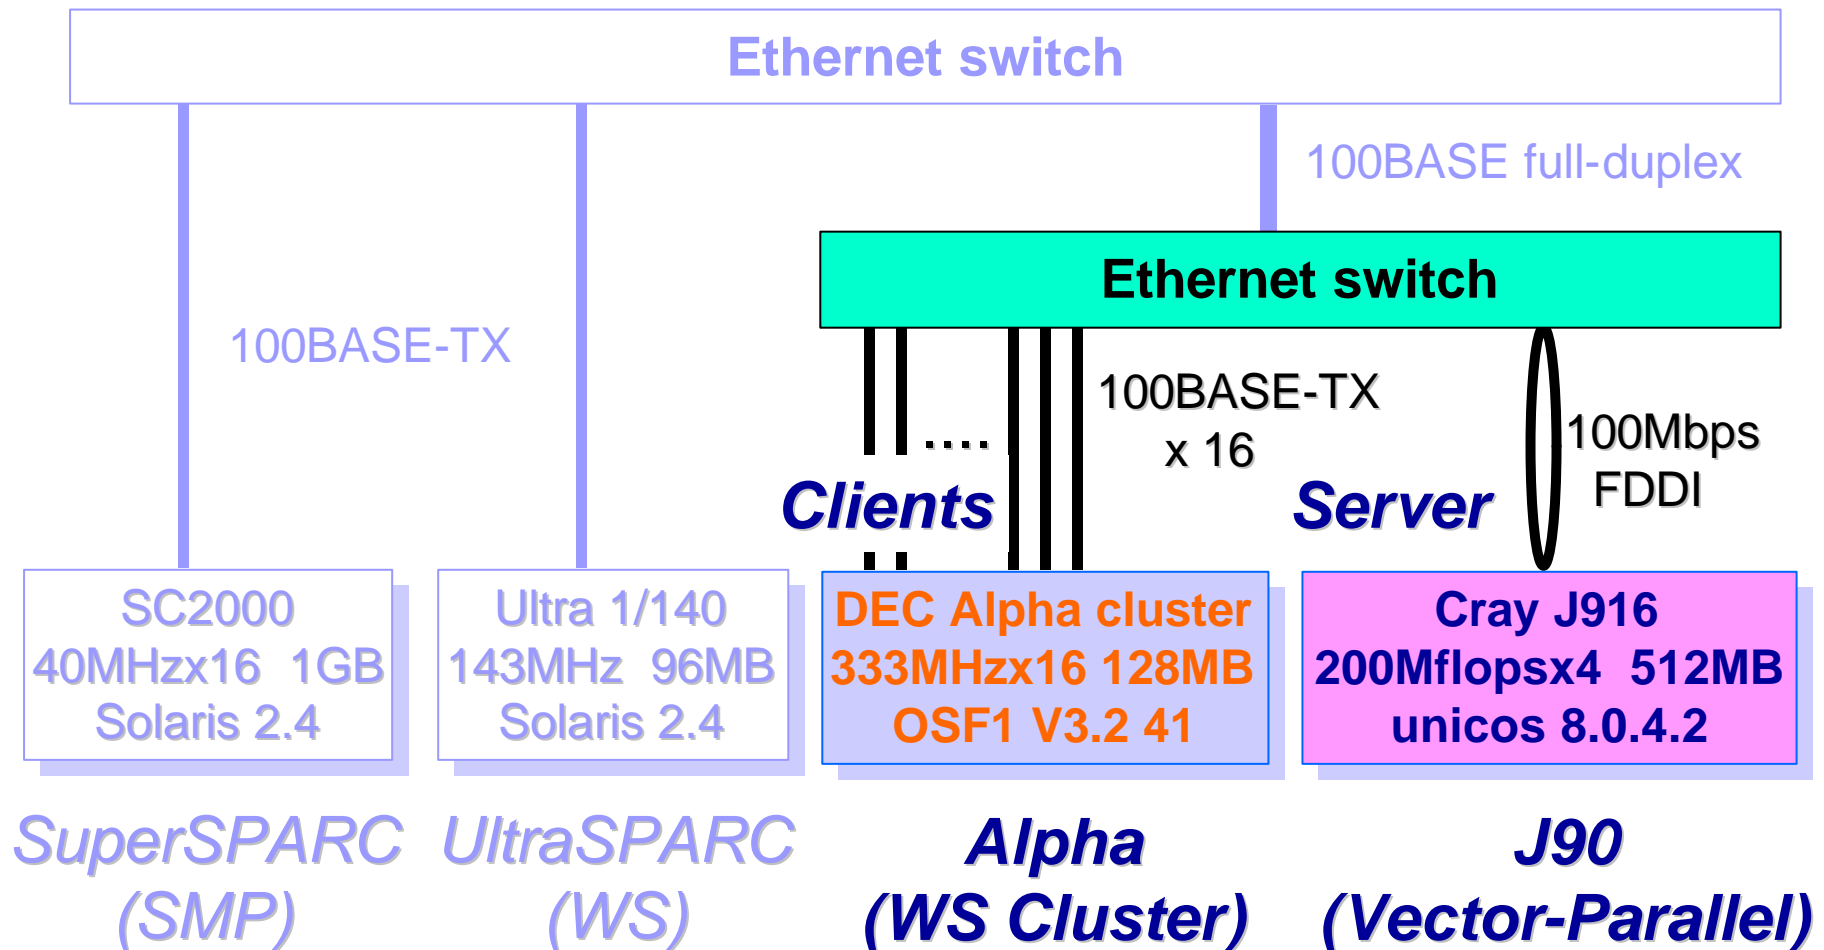 Ethernet switch
100BASE full-duplex
Ethernet switch
100BASE-TX
100BASE-TX
x 16
100Mbps
FDDI
....
Clients
Server
SC2000
40MHzx16 1GB
Solaris 2.4
Ultra 1/140
143MHz 96MB
Solaris 2.4
DEC Alpha cluster
333MHzx16 128MB
OSF1 V3.2 41
Cray J916
200Mflopsx4 512MB
unicos 8.0.4.2
SuperSPARC
(SMP)
UltraSPARC
(WS)
Alpha
(WS Cluster)
J90
(Vector-Parallel)